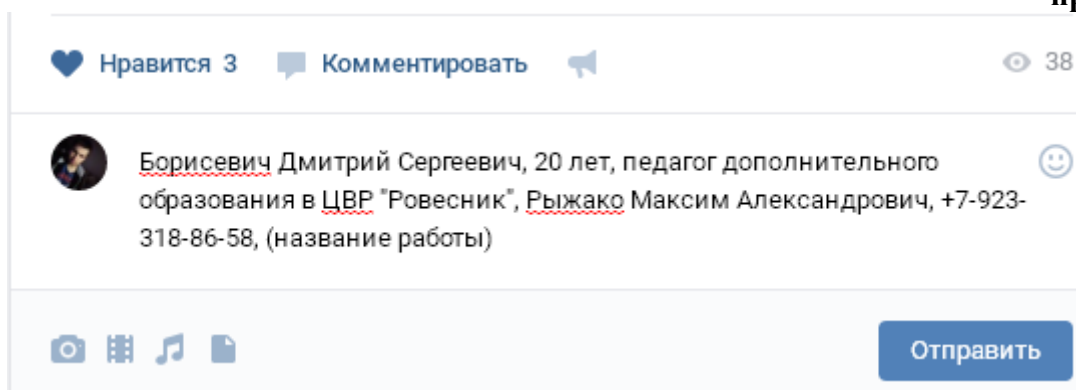 Нравится 3 Комментировать 38
Борисевич Дмитрий Сергеевич, 20 лет, педагог дополнительного
образования в ЦВР "Ровесник", Рыжако Максим Александрович, +7-923-
318-86-58, (название работы)
Отправить